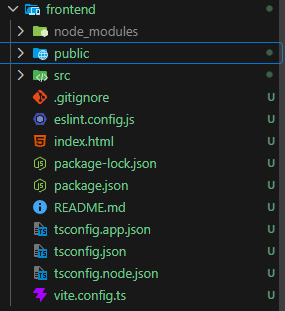 frontend
node_modules
public
src
.gitignore U
eslint.config.js U
index.html U
package-lock.json U
package.json U
README.md U
tsconfig.app.json U
tsconfig.json U
tsconfig.node.json U
vite.config.ts U